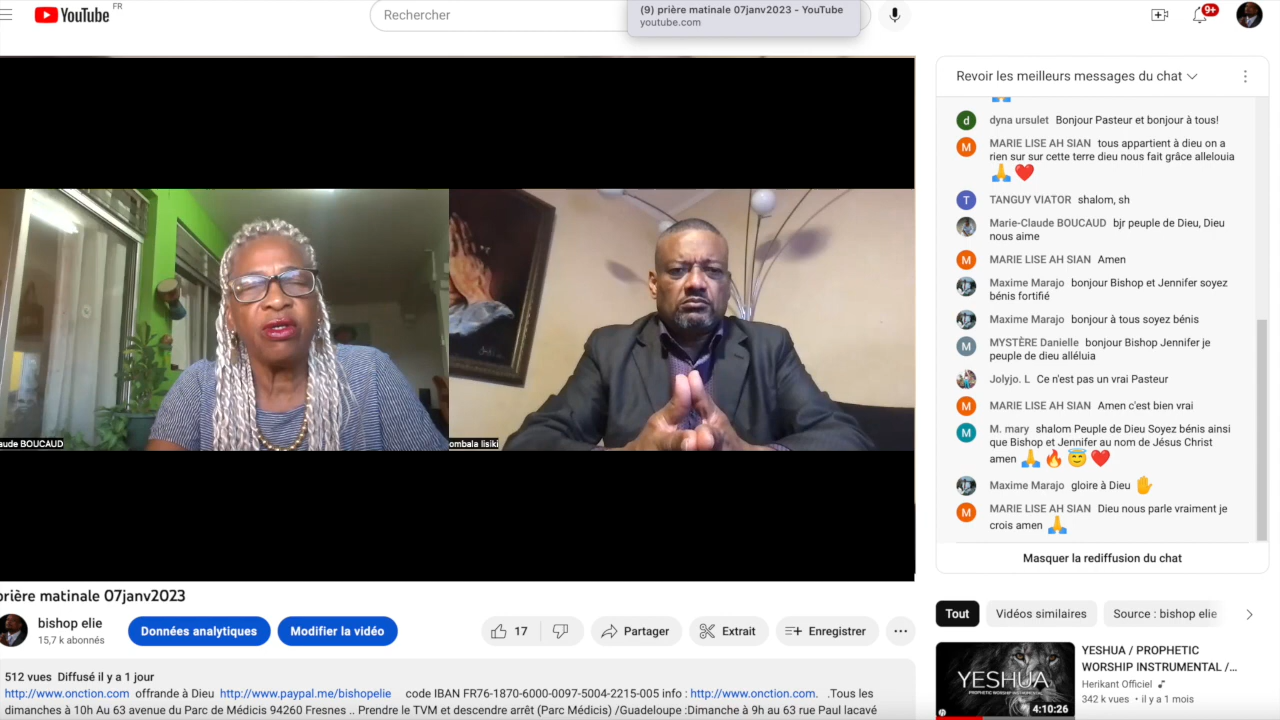 YouTube FR
Rechercher
(9) prière matinale 07janv2023 - YouTube
youtube.com
9+
Revoir les meilleurs messages du chat
dyna ursulet Bonjour Pasteur et bonjour à tous!
MARIE LISE AH SIAN tous appartient à dieu on a
rien sur sur cette terre dieu nous fait grâce allelouia
🙏❤️
TANGUY VIATOR shalom, sh
Marie-Claude BOUCAUD bjr peuple de Dieu, Dieu
nous aime
MARIE LISE AH SIAN Amen
Maxime Marajo bonjour Bishop et Jennifer soyez
bénis fortifié
Maxime Marajo bonjour à tous soyez bénis
MYSTÈRE Danielle bonjour Bishop Jennifer je
peuple de dieu alléluia
Jolyjo. L Ce n'est pas un vrai Pasteur
MARIE LISE AH SIAN Amen c'est bien vrai
M. mary shalom Peuple de Dieu Soyez bénis ainsi
que Bishop et Jennifer au nom de Jésus Christ
amen 🙏🔥😇❤️
Maxime Marajo gloire à Dieu ✋
MARIE LISE AH SIAN Dieu nous parle vraiment je
crois amen 🙏
Masquer la rediffusion du chat
aude BOUCAUD
ombala lisiki
prière matinale 07janv2023
bishop elie
15,7 k abonnés
Données analytiques
Modifier la vidéo
17
Partager
Extrait
Enregistrer
512 vues Diffusé il y a 1 jour
http://www.onction.com offrande à Dieu http://www.paypal.me/bishopelie code IBAN FR76-1870-6000-0097-5004-2215-005 info : http://www.onction.com. .Tous les
dimanches à 10h Au 63 avenue du Parc de Médicis 94260 Fresnes. Prendre le TVM et descendre arrêt (Parc Médicis) /Guadeloupe :Dimanche à 9h au 63 rue Paul lacavé
Tout
Vidéos similaires
Source : bishop elie
YESHUA
PROPHETIC WORSHIP INSTRUMENTAL
4:10:26
YESHUA / PROPHETIC
WORSHIP INSTRUMENTAL /...
Herikant Officiel
342 k vues • il y a 1 mois